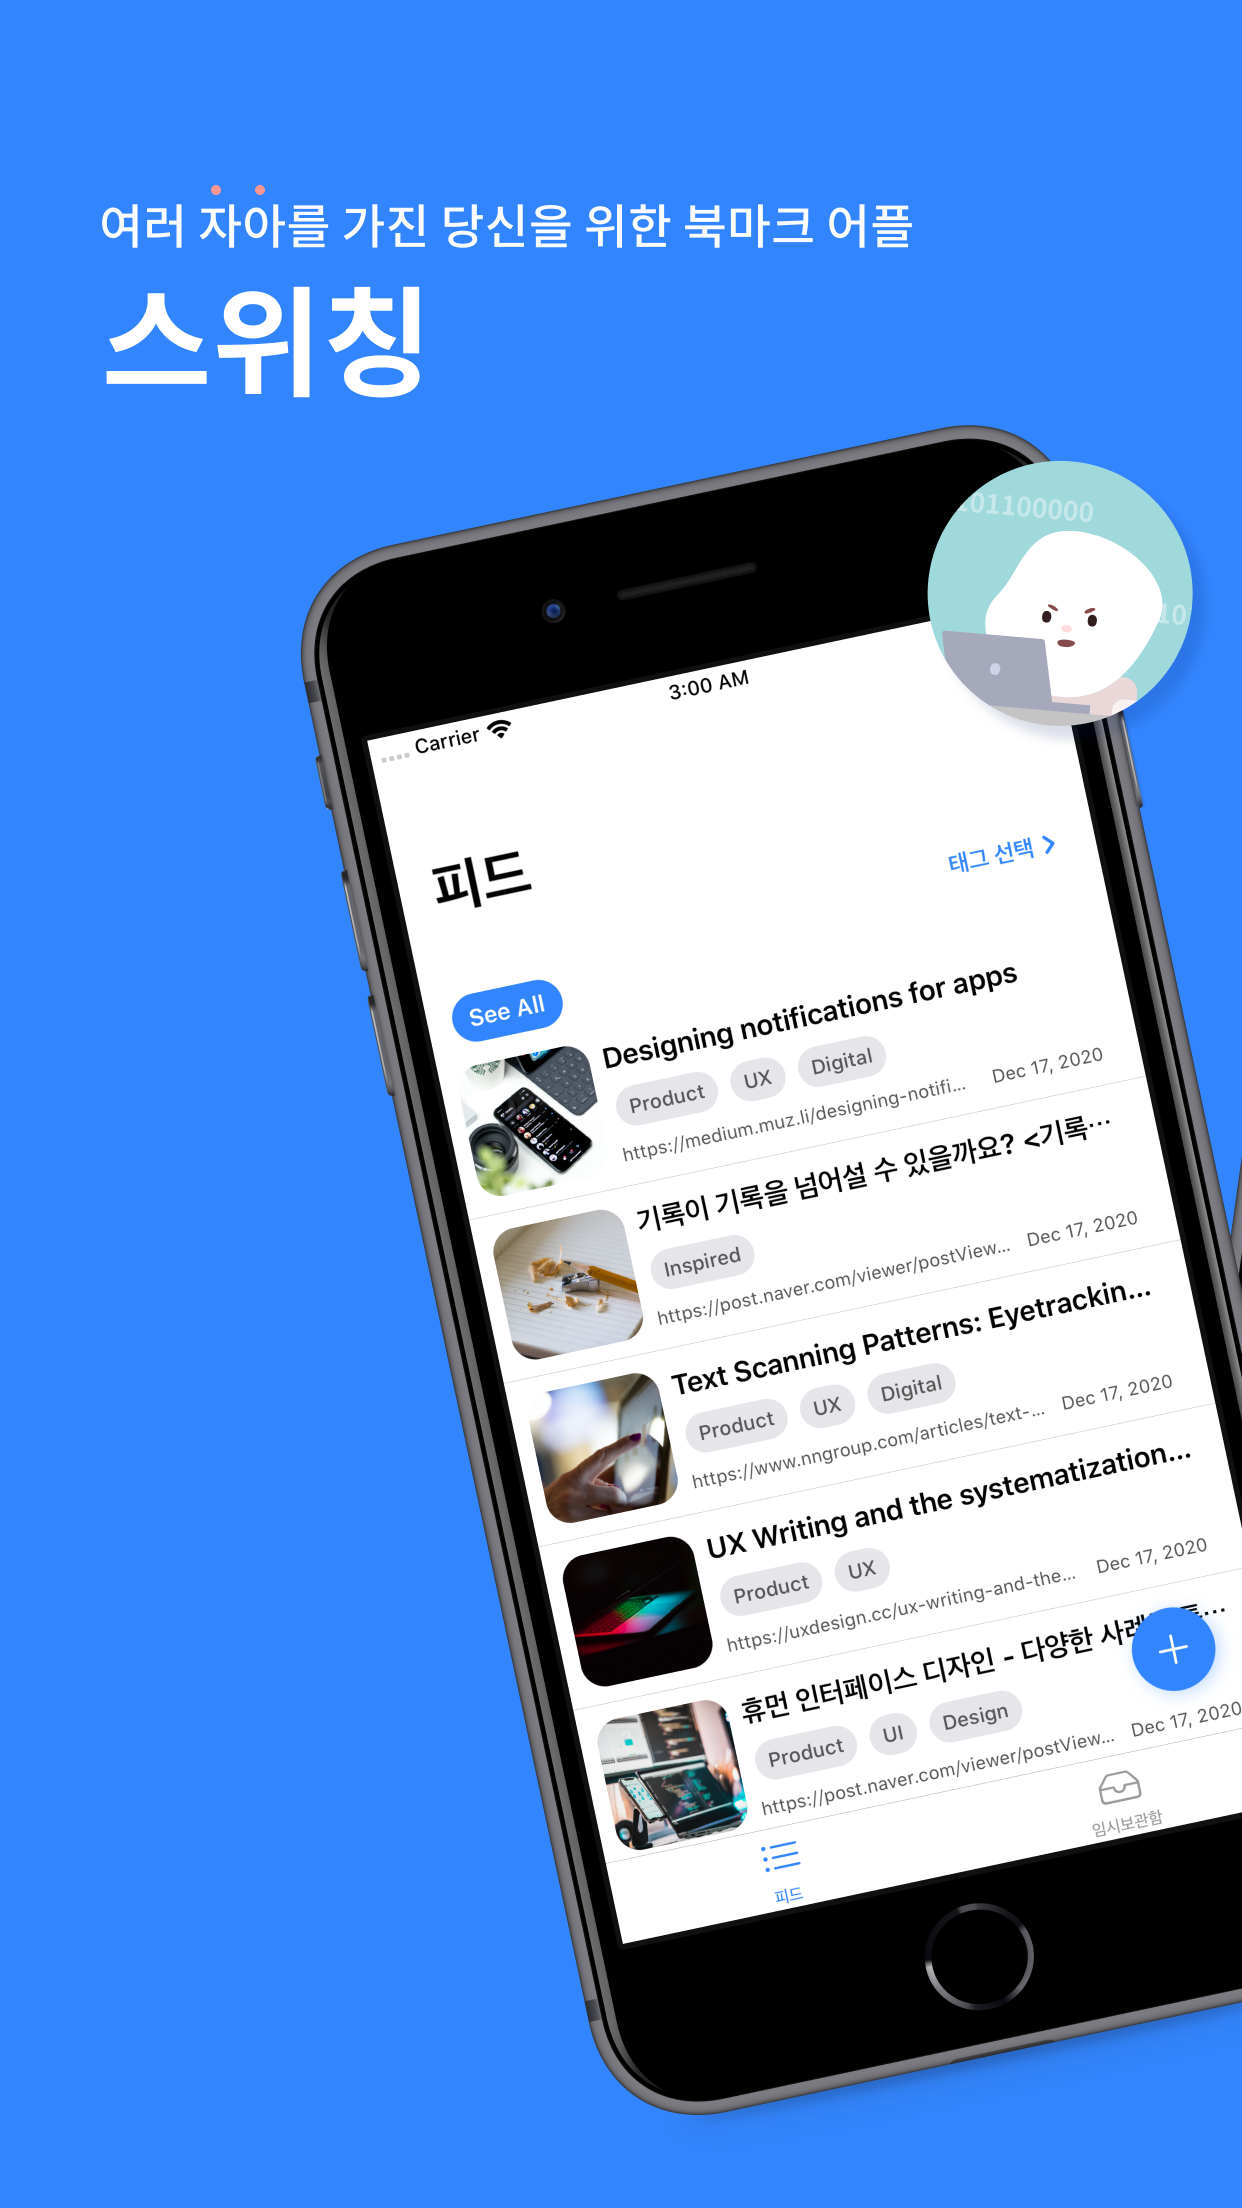 여러 자아를 가진 당신을 위한 북마크 어플
스위칭
101100000
10
Carrier
3:00 AM
피드
태그 선택
See All
Designing notifications for apps
Product
UX
Digital
https://medium.muz.li/designing-notifi...
Dec 17, 2020
기록이 기록을 넘어설 수 있을까요? <기록…
Inspired
https://post.naver.com/viewer/postView...
Dec 17, 2020
Text Scanning Patterns: Eyetrackin...
Product
UX
Digital
https://www.nngroup.com/articles/text-...
Dec 17, 2020
UX Writing and the systematization...
Product
UX
https://uxdesign.cc/ux-writing-and-the...
Dec 17, 2020
휴먼 인터페이스 디자인 - 다양한
Product
UI
Design
https://post.naver.com/viewer/postView...
Dec 17, 2020
피드
임시보관함